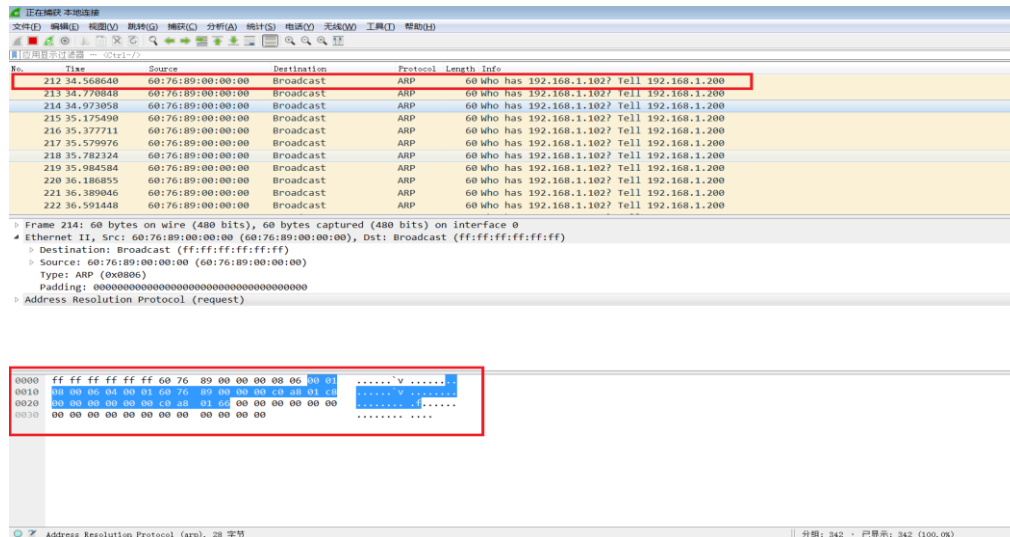 正在捕获 本地连接
文件(F) 编辑(E) 视图(V) 跳转(G) 捕获(C) 分析(A) 统计(S) 电话(Y) 无线(W) 工具(T) 帮助(H)
应用显示过滤器 … <Ctrl-/>
No. Time Source Destination Protocol Length Info
212 34.568640 60:76:89:00:00:00 Broadcast ARP 60 Who has 192.168.1.102? Tell 192.168.1.200
213 34.770848 60:76:89:00:00:00 Broadcast ARP 60 Who has 192.168.1.102? Tell 192.168.1.200
214 34.973058 60:76:89:00:00:00 Broadcast ARP 60 Who has 192.168.1.102? Tell 192.168.1.200
215 35.175490 60:76:89:00:00:00 Broadcast ARP 60 Who has 192.168.1.102? Tell 192.168.1.200
216 35.377711 60:76:89:00:00:00 Broadcast ARP 60 Who has 192.168.1.102? Tell 192.168.1.200
217 35.579976 60:76:89:00:00:00 Broadcast ARP 60 Who has 192.168.1.102? Tell 192.168.1.200
218 35.782324 60:76:89:00:00:00 Broadcast ARP 60 Who has 192.168.1.102? Tell 192.168.1.200
219 35.984584 60:76:89:00:00:00 Broadcast ARP 60 Who has 192.168.1.102? Tell 192.168.1.200
220 36.186855 60:76:89:00:00:00 Broadcast ARP 60 Who has 192.168.1.102? Tell 192.168.1.200
221 36.389046 60:76:89:00:00:00 Broadcast ARP 60 Who has 192.168.1.102? Tell 192.168.1.200
222 36.591448 60:76:89:00:00:00 Broadcast ARP 60 Who has 192.168.1.102? Tell 192.168.1.200
Frame 214: 60 bytes on wire (480 bits), 60 bytes captured (480 bits) on interface 0
Ethernet II, Src: 60:76:89:00:00:00 (60:76:89:00:00:00), Dst: Broadcast (ff:ff:ff:ff:ff:ff)
Destination: Broadcast (ff:ff:ff:ff:ff:ff)
Source: 60:76:89:00:00:00 (60:76:89:00:00:00)
Type: ARP (0x0806)
Padding: 000000000000000000000000000000000000
Address Resolution Protocol (request)
0000 ff ff ff ff ff ff 60 76 89 00 00 00 08 06 00 01 ......`v ........
0010 08 00 06 04 00 01 60 76 89 00 00 00 c0 a8 01 c8 ......`v ........
0020 00 00 00 00 00 00 c0 a8 01 66 00 00 00 00 00 00 ........ .f......
0030 00 00 00 00 00 00 00 00 00 00 00 00 ........ ....
Address Resolution Protocol (arp), 28 字节 分组: 342 · 已显示: 342 (100.0%)